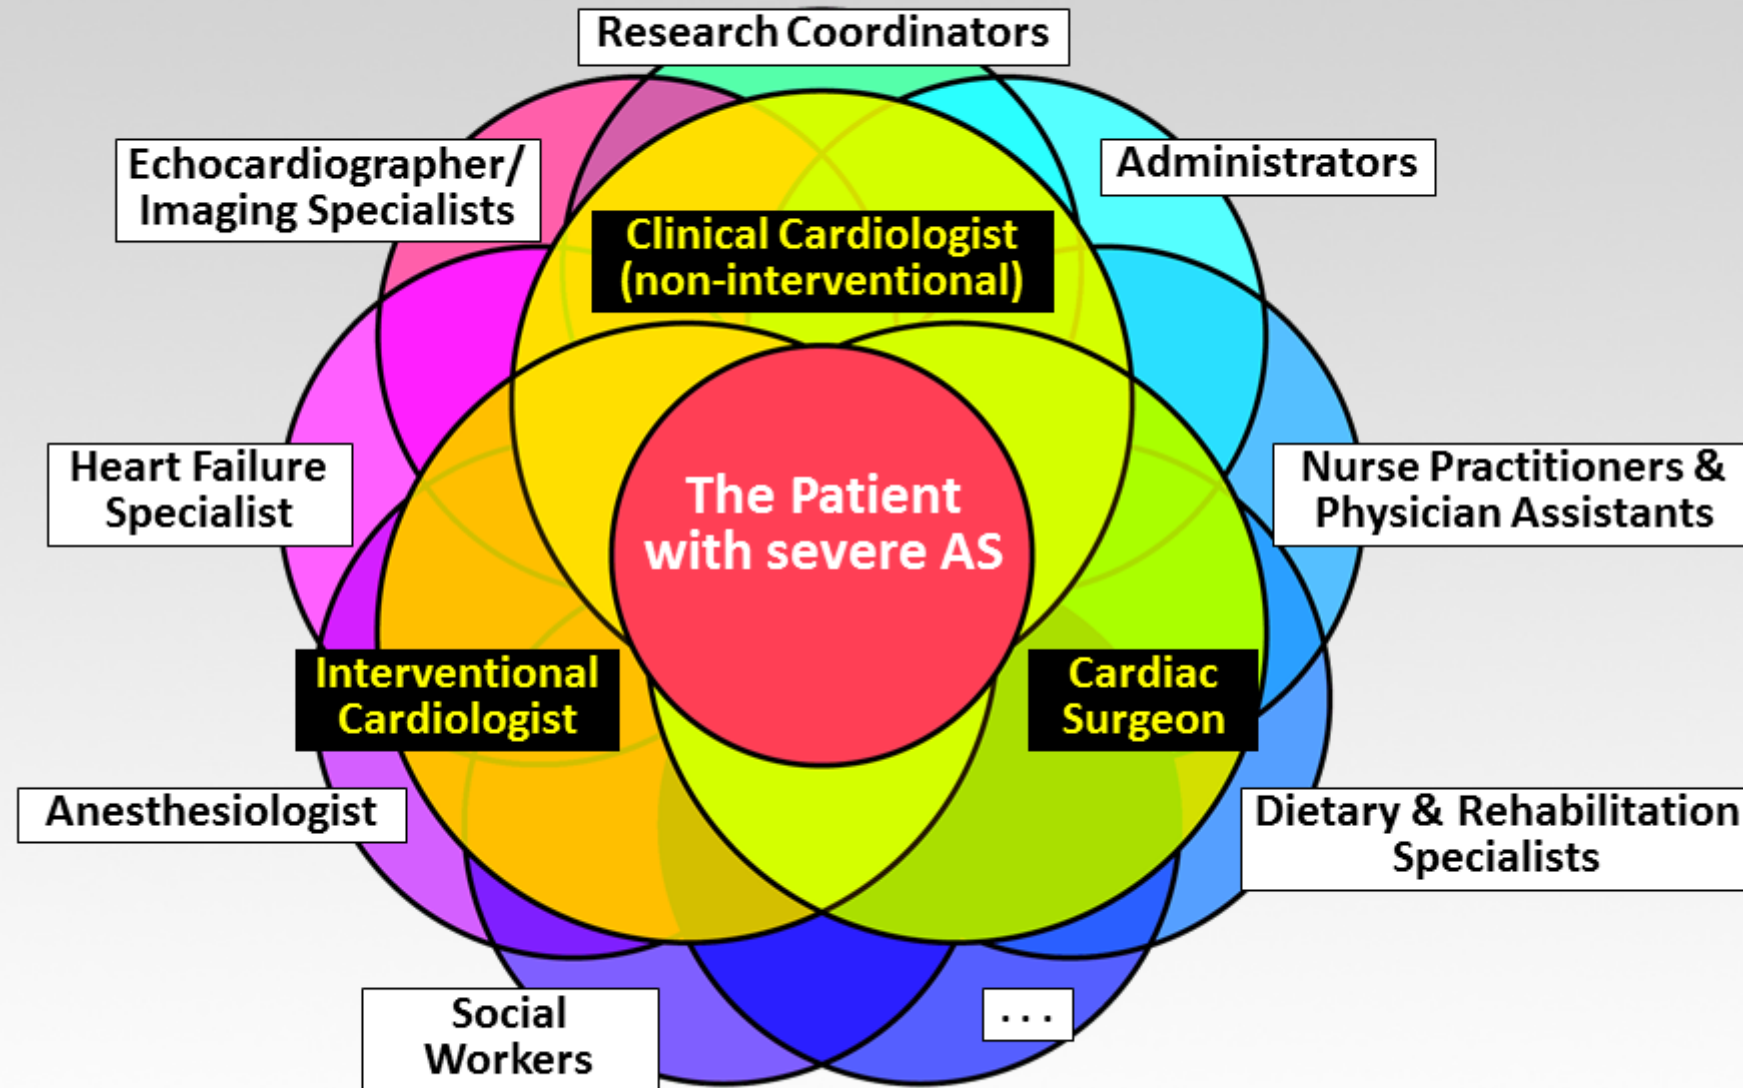 Research Coordinators
Echocardiographer/
Imaging Specialists
Administrators
Clinical Cardiologist
(non-interventional)
Heart Failure
Specialist
The Patient
with severe AS
Nurse Practitioners &
Physician Assistants
Interventional
Cardiologist
Cardiac
Surgeon
Anesthesiologist
Dietary & Rehabilitation
Specialists
Social
Workers
. . .